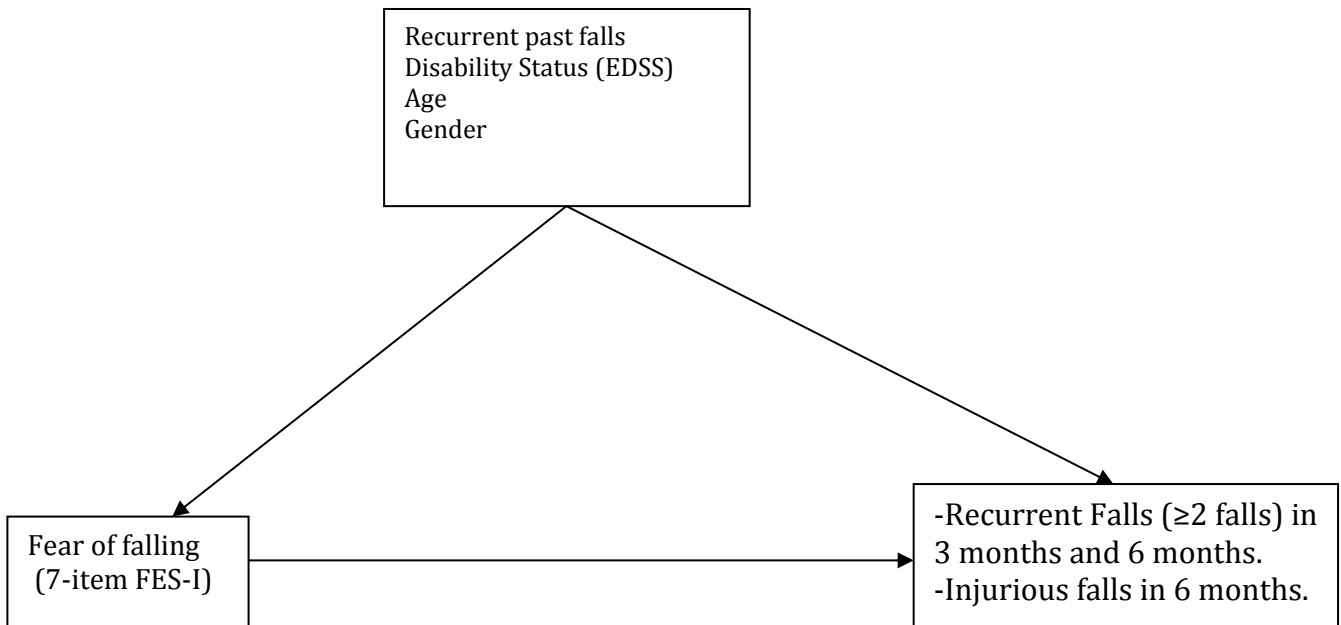 Recurrent past falls
Disability Status (EDSS)
Age
Gender
Fear of falling
(7-item FES-I)
-Recurrent Falls (≥2 falls) in
3 months and 6 months.
-Injurious falls in 6 months.